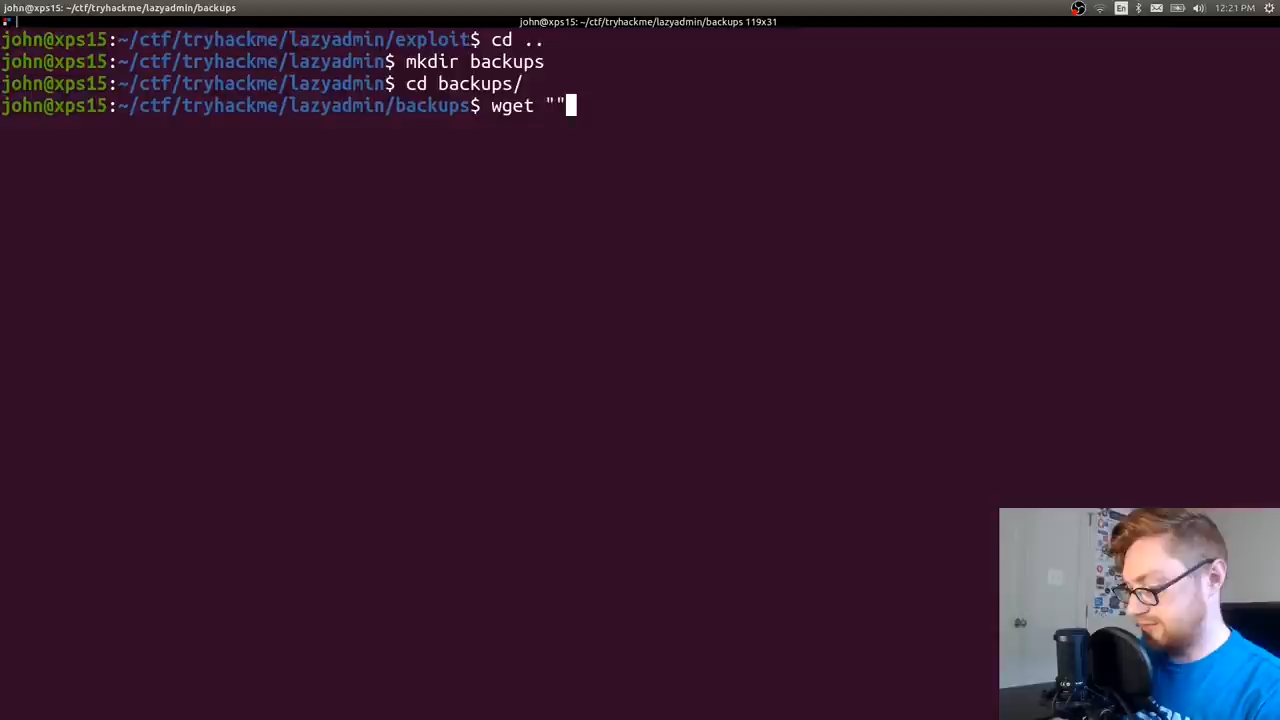 john@xps15: ~/ctf/tryhackme/lazyadmin/backups
En
12:21 PM
john@xps15: ~/ctf/tryhackme/lazyadmin/backups 119x31
john@xps15:~/ctf/tryhackme/lazyadmin/exploit$ cd ..
john@xps15:~/ctf/tryhackme/lazyadmin$ mkdir backups
john@xps15:~/ctf/tryhackme/lazyadmin$ cd backups/
john@xps15:~/ctf/tryhackme/lazyadmin/backups$ wget ""